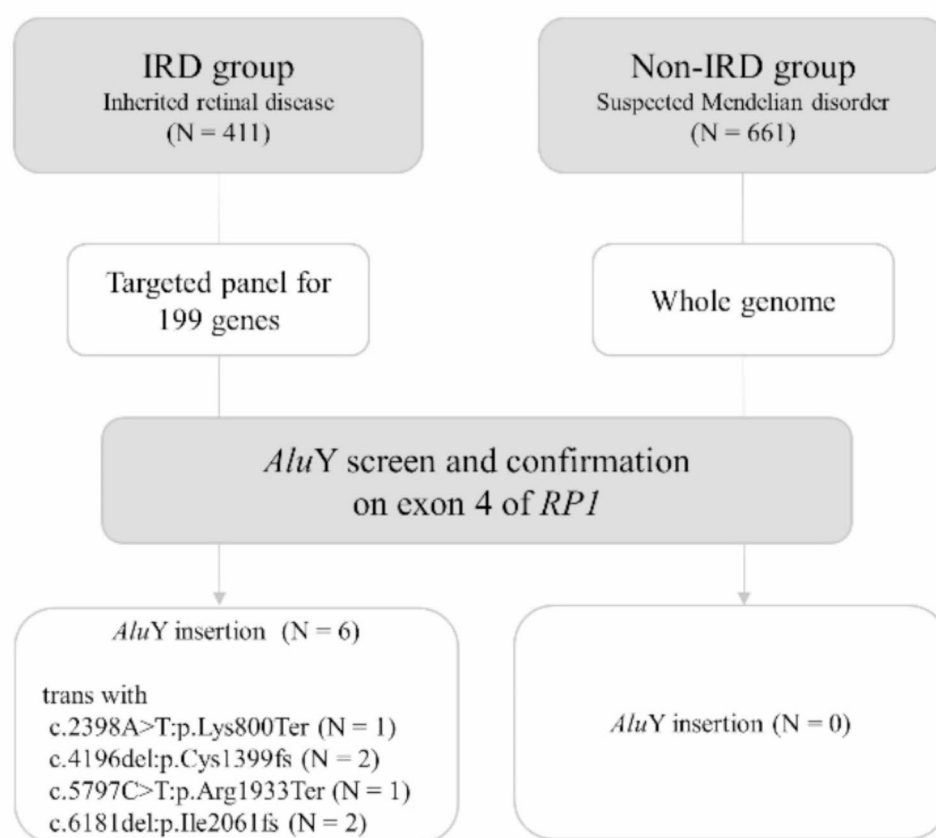 IRD group
Inherited retinal disease
(N = 411)
Non-IRD group
Suspected Mendelian disorder
(N = 661)
Targeted panel for
199 genes
Whole genome
AluY screen and confirmation
on exon 4 of RP1
AluY insertion (N = 6)
trans with
c.2398A>T:p.Lys800Ter (N = 1)
c.4196del:p.Cys1399fs (N = 2)
c.5797C>T:p.Arg1933Ter (N = 1)
c.6181del:p.Ile2061fs (N = 2)
AluY insertion (N = 0)